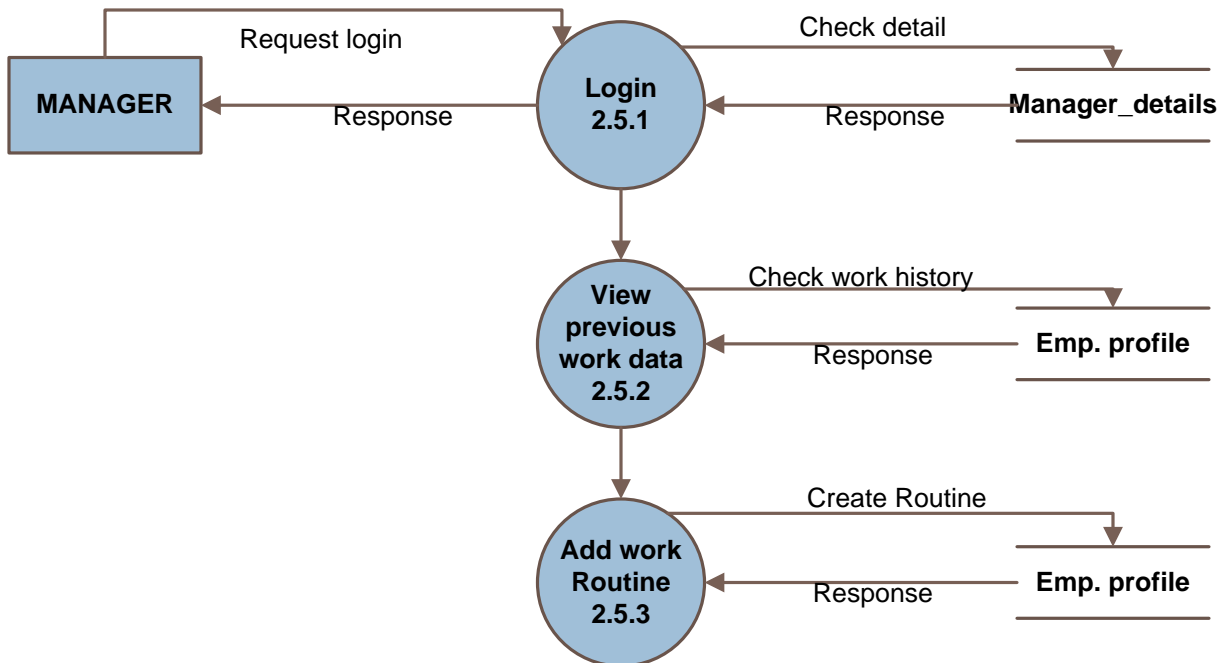 Request login
Check detail
MANAGER
Response
Login
2.5.1
Response
Manager_details
View
previous
work data
2.5.2
Check work history
Response
Emp. profile
Add work
Routine
2.5.3
Create Routine
Response
Emp. profile